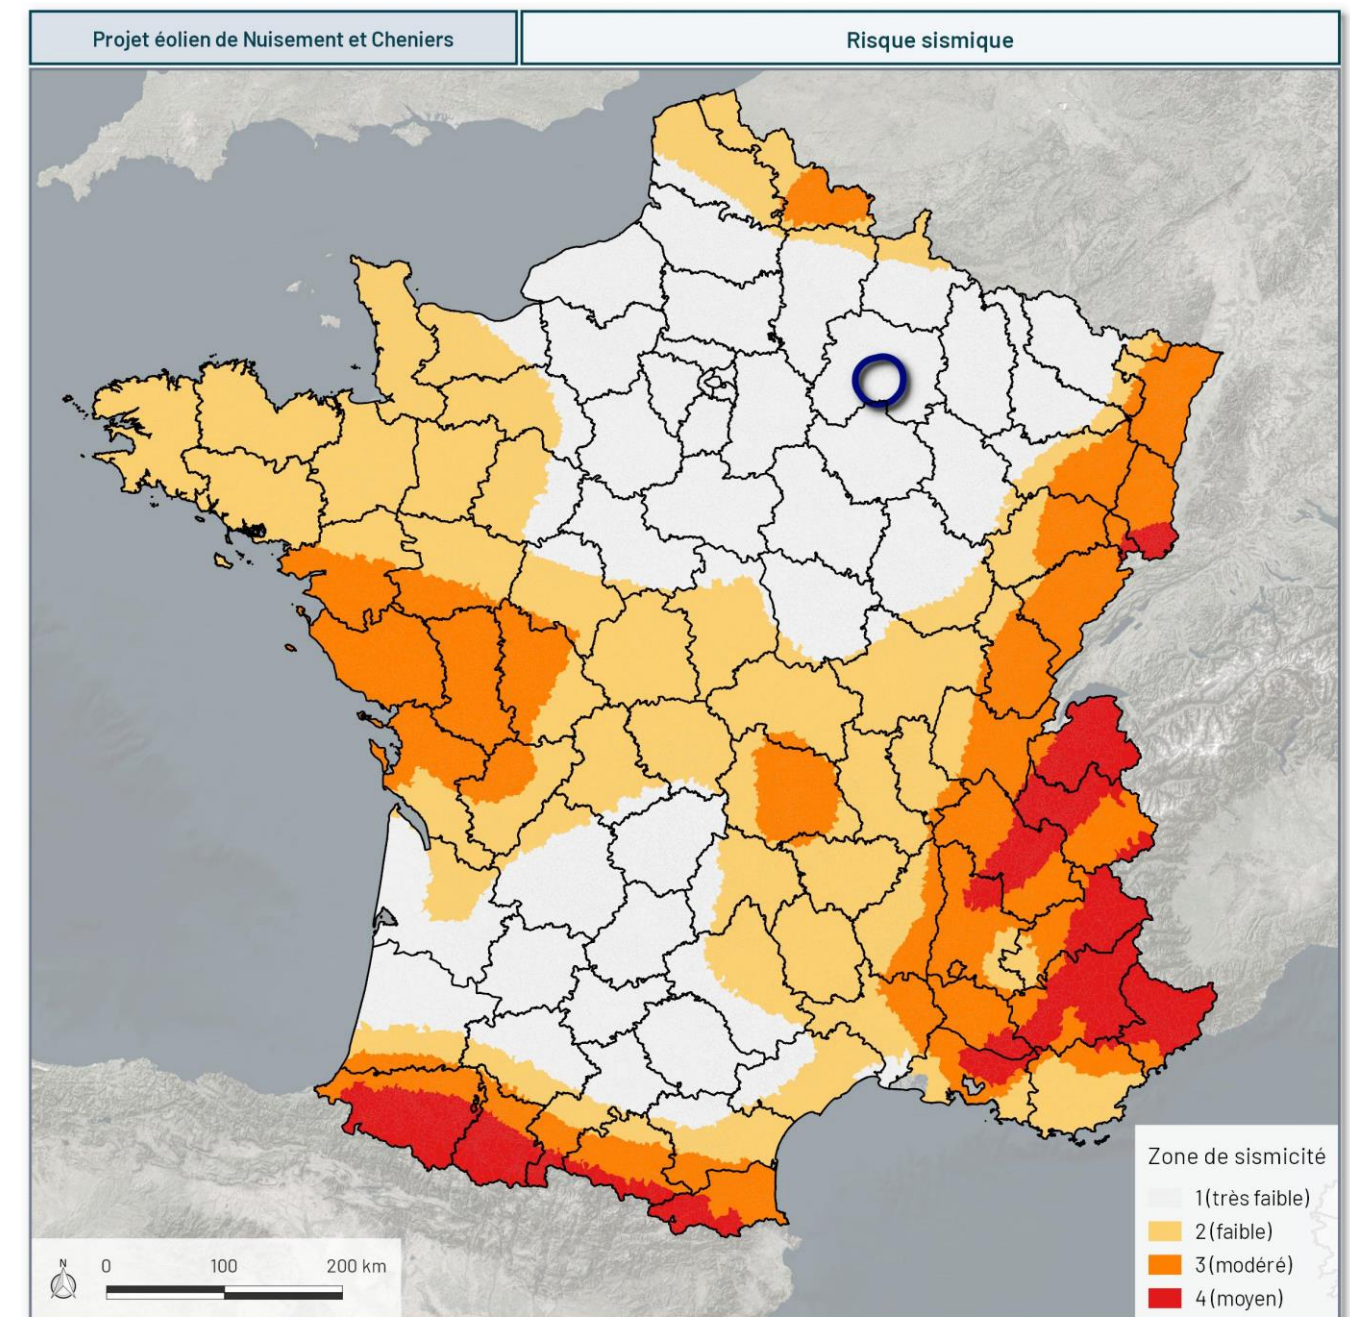 Projet éolien de Nuisement et Cheniers
Risque sismique
Zone de sismicité
1 (très faible)
2 (faible)
3 (modéré)
4 (moyen)
N
0 100 200 km